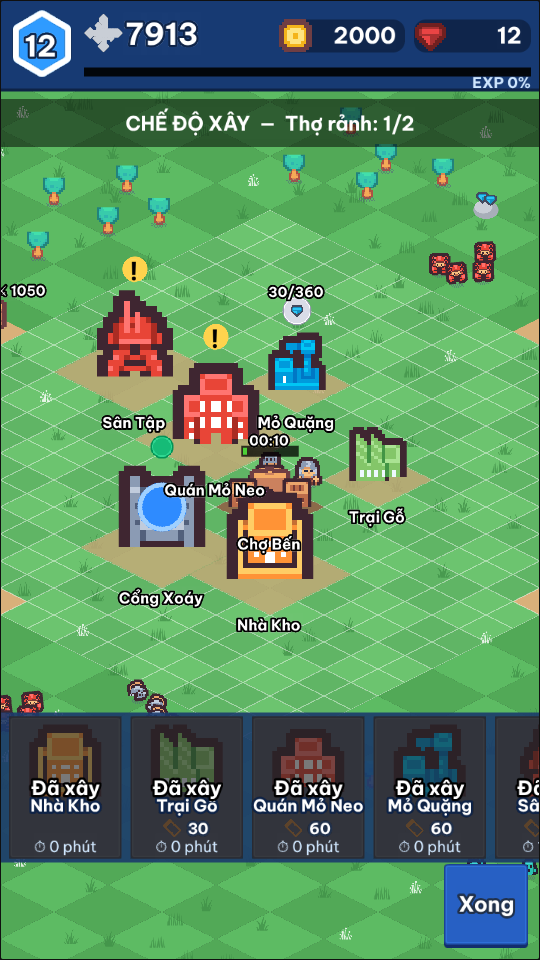 12
7913
2000
12
EXP 0%
CHẾ ĐỘ XÂY — Thợ rảnh: 1/2
1050
30/360
Sân Tập
Mỏ Quặng
00:10
Quán Mỏ Neo
Trại Gỗ
Chợ Bến
Cổng Xoáy
Nhà Kho
Đã xây
Nhà Kho
0 phút
Đã xây
Trại Gỗ
30
0 phút
Đã xây
Quán Mỏ Neo
60
0 phút
Đã xây
Mỏ Quặng
60
0 phút
Xong